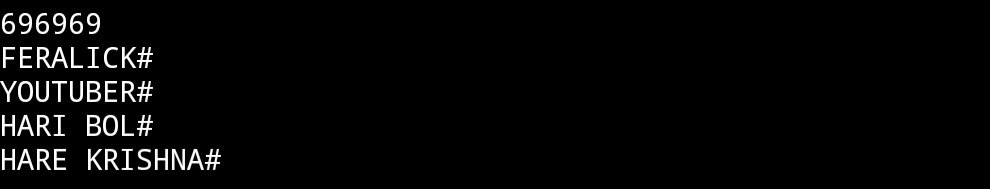 696969
FERALICK#
YOUTUBER#
HARI BOL#
HARE KRISHNA#